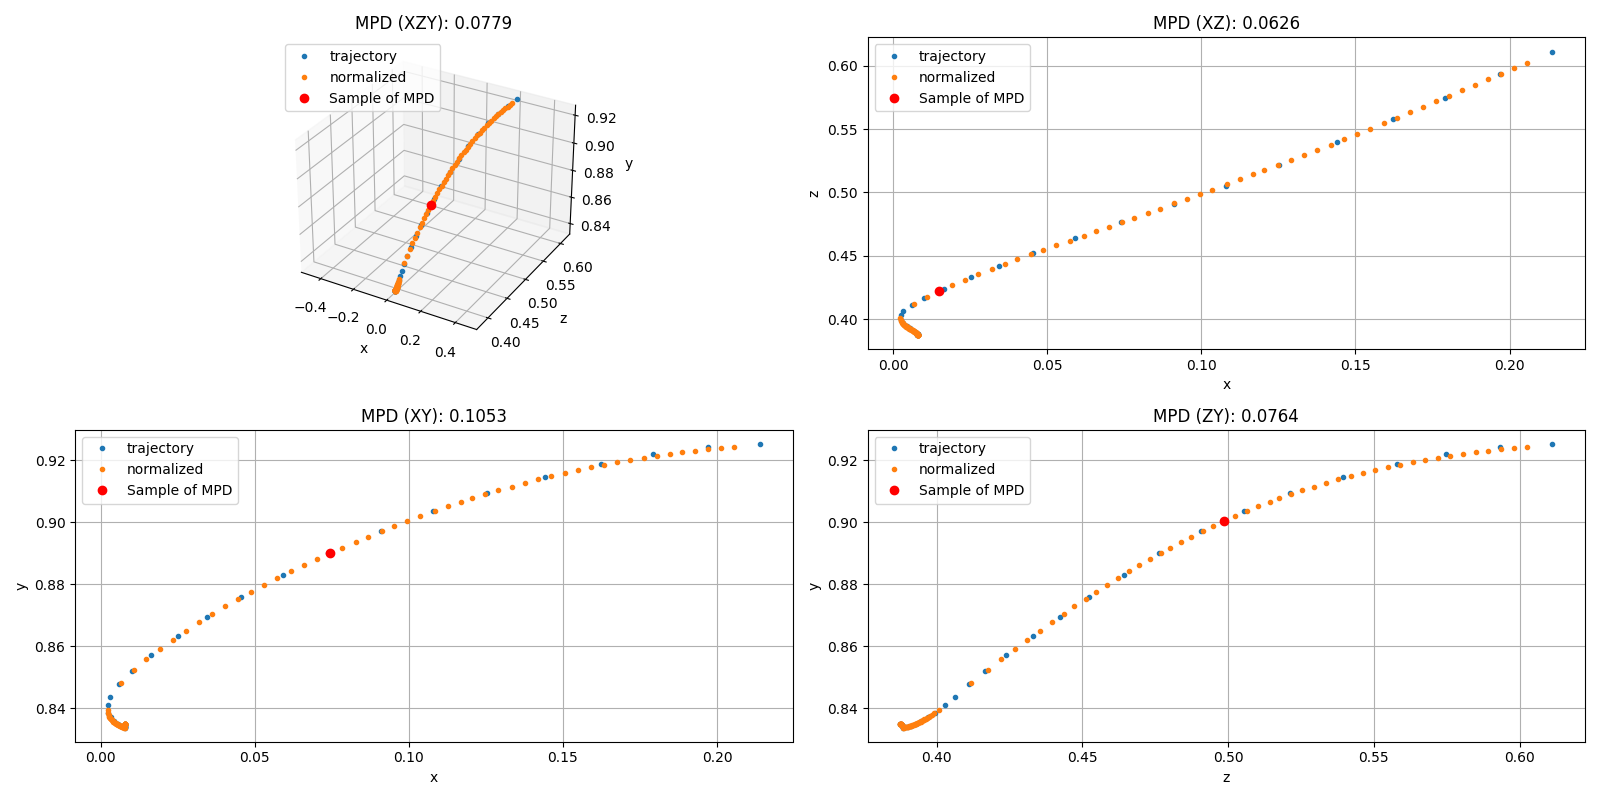 MPD (XZY): 0.0779
trajectory
normalized
Sample of MPD
0.92
0.90
0.88
0.86
0.84
y
0.60
0.55
0.50
0.45
0.40
z
−0.4
−0.2
0.0
0.2
0.4
x
MPD (XZ): 0.0626
trajectory
normalized
Sample of MPD
0.60
0.55
0.50
0.45
0.40
z
0.00 0.05 0.10 0.15 0.20
x
MPD (XY): 0.1053
trajectory
normalized
Sample of MPD
0.92
0.90
0.88
0.86
0.84
y
0.00 0.05 0.10 0.15 0.20
x
MPD (ZY): 0.0764
trajectory
normalized
Sample of MPD
0.92
0.90
0.88
0.86
0.84
y
0.40 0.45 0.50 0.55 0.60
z